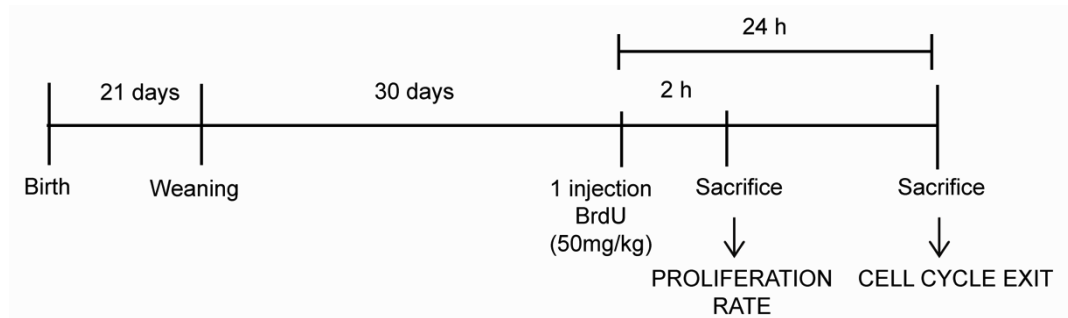 24 h
21 days
30 days
2 h
Birth
Weaning
1 injection
BrdU
(50mg/kg)
Sacrifice
Sacrifice
PROLIFERATION
RATE
CELL CYCLE EXIT